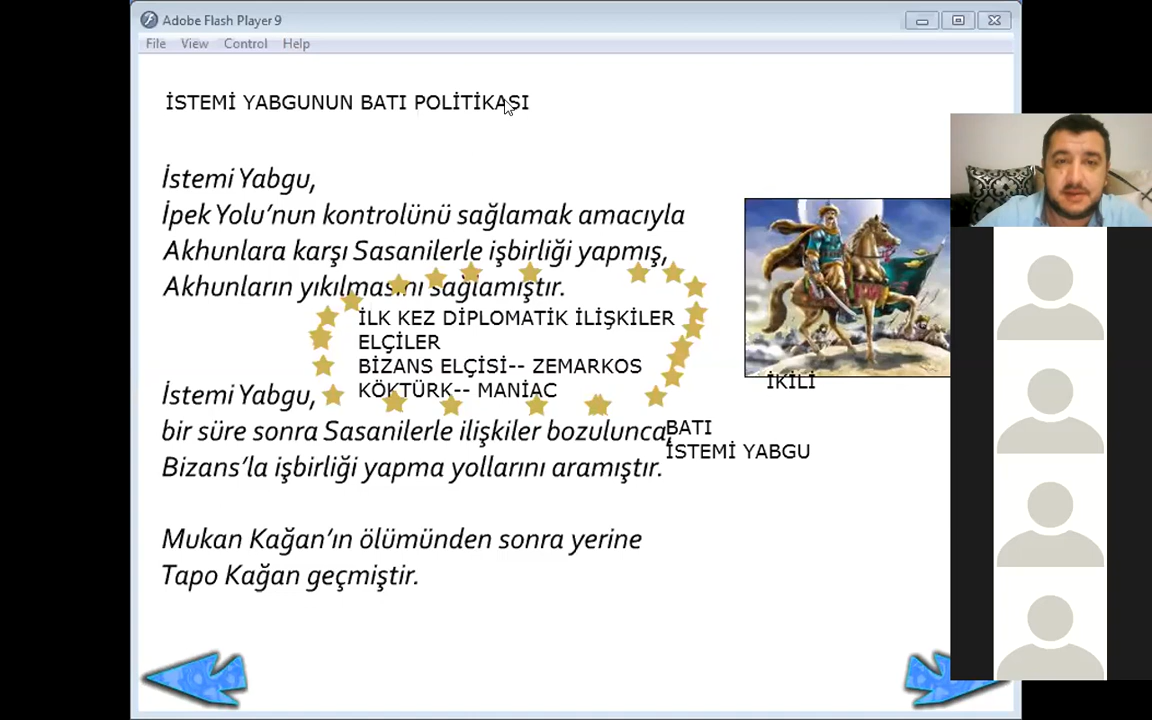 Adobe Flash Player 9
File View Control Help
İSTEMİ YABGUNUN BATI POLİTİKASI
İstemi Yabgu,
İpek Yolu’nun kontrolünü sağlamak amacıyla
Akhunlara karşı Sasanilerle işbirliği yapmış,
Akhunların yıkılmasını sağlamıştır.
İLK KEZ DİPLOMATİK İLİŞKİLER
ELÇİLER
BİZANS ELÇİSİ-- ZEMARKOS
KÖKTÜRK-- MANİAC
İKİLİ
İstemi Yabgu,
bir süre sonra Sasanilerle ilişkiler bozulunca,
Bizans’la işbirliği yapma yollarını aramıştır.
BATI
İSTEMİ YABGU
Mukan Kağan’ın ölümünden sonra yerine
Tapo Kağan geçmiştir.